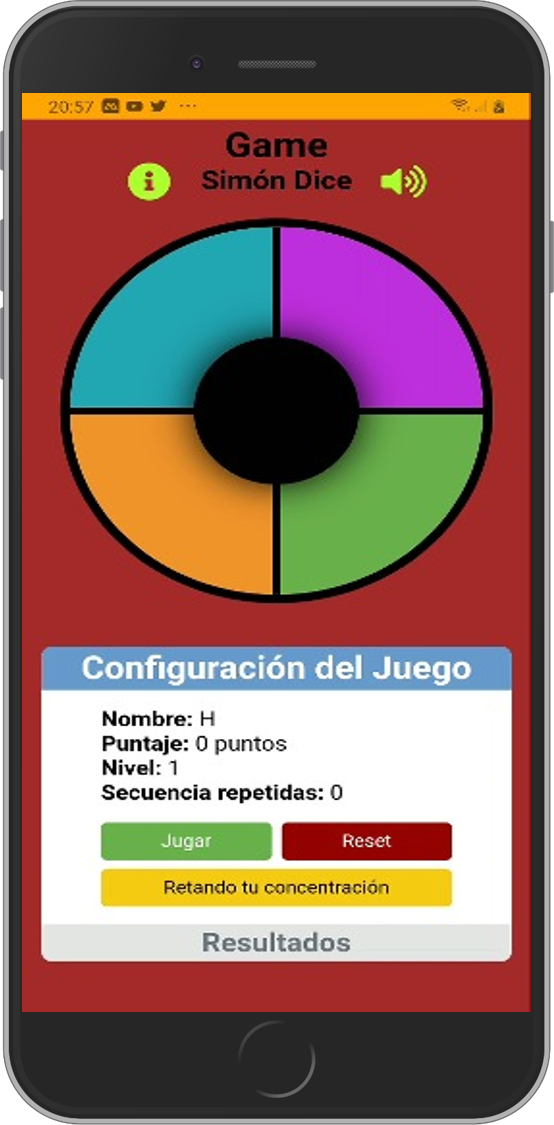 20:57
Game
Simón Dice
Configuración del Juego
Nombre: H
Puntaje: 0 puntos
Nivel: 1
Secuencia repetidas: 0
Jugar
Reset
Retando tu concentración
Resultados